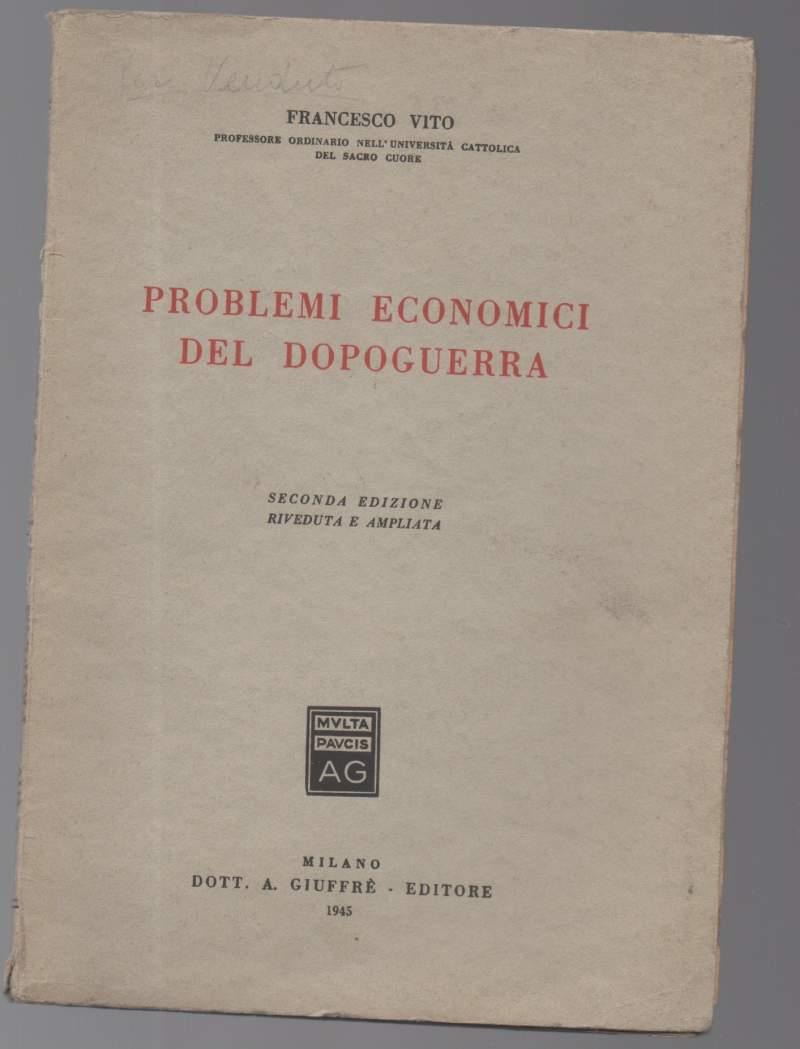 Venduto
FRANCESCO VITO
PROFESSORE ORDINARIO NELL'UNIVERSITÀ CATTOLICA
DEL SACRO CUORE
PROBLEMI ECONOMICI
DEL DOPOGUERRA
SECONDA EDIZIONE
RIVEDUTA E AMPLIATA
MVLTA
PAVCIS
AG
MILANO
DOTT. A. GIUFFRÈ - EDITORE
1945